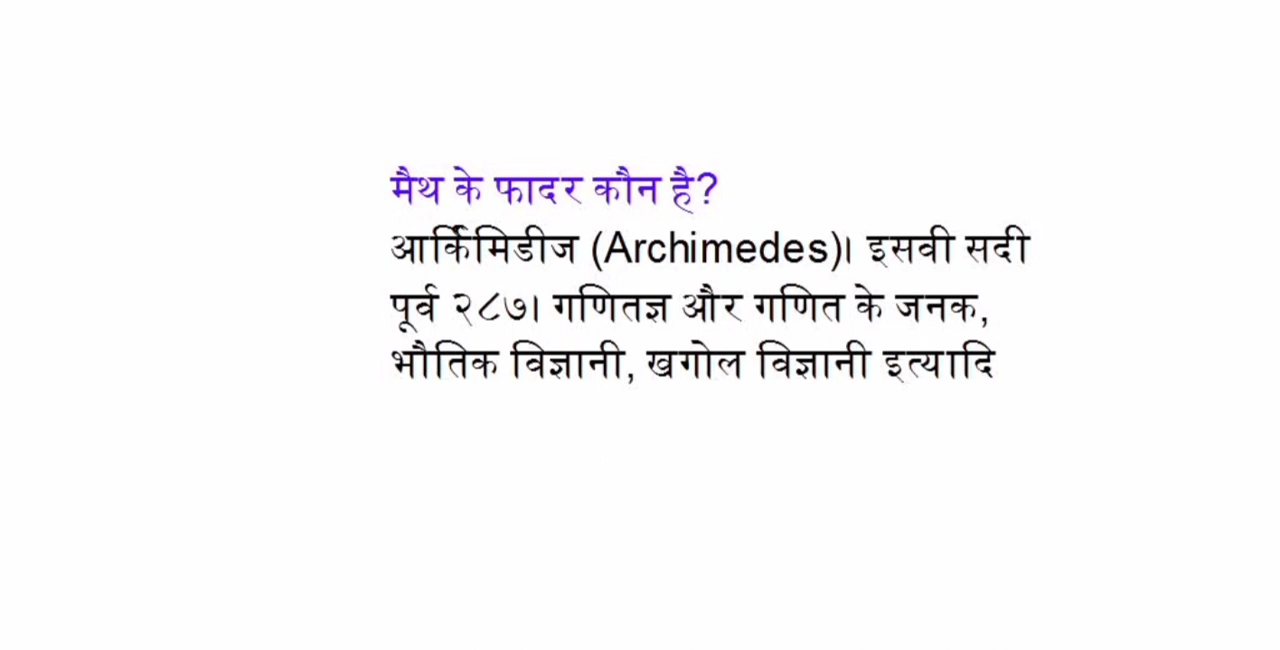 मैथ के फादर कौन है?
आर्किमिडीज (Archimedes)। इसवी सदी
पूर्व २८७। गणितज्ञ और गणित के जनक,
भौतिक विज्ञानी, खगोल विज्ञानी इत्यादि